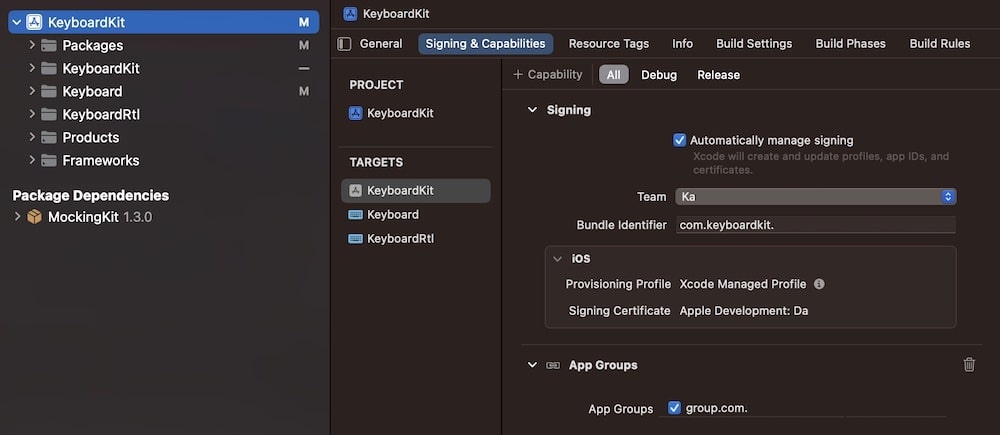 KeyboardKit M
Packages M
KeyboardKit —
Keyboard M
KeyboardRtl
Products
Frameworks
Package Dependencies
MockingKit 1.3.0
KeyboardKit
General Signing & Capabilities Resource Tags Info Build Settings Build Phases Build Rules
PROJECT
KeyboardKit
TARGETS
KeyboardKit
Keyboard
KeyboardRtl
+ Capability All Debug Release
Signing
Automatically manage signing
Xcode will create and update profiles, app IDs, and
certificates.
Team Ka
Bundle Identifier com.keyboardkit.
iOS
Provisioning Profile Xcode Managed Profile
Signing Certificate Apple Development: Da
App Groups
App Groups group.com.